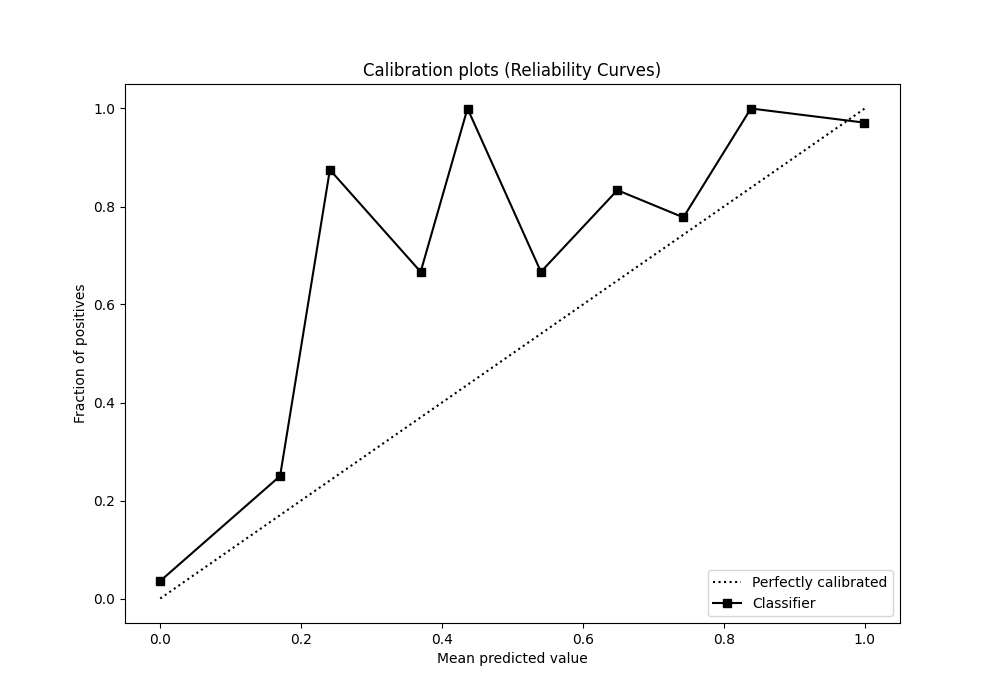 Calibration plots (Reliability Curves)
1.0
0.8
0.6
0.4
0.2
0.0
Fraction of positives
0.0 0.2 0.4 0.6 0.8 1.0
Mean predicted value
Perfectly calibrated
Classifier